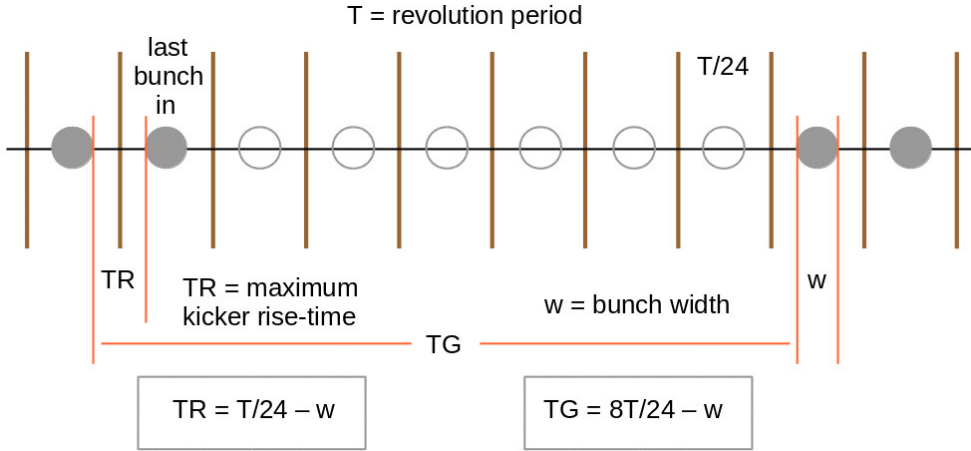 T = revolution period
last
bunch
in
T/24
TR
TR = maximum
kicker rise-time
w = bunch width
w
TG
TR = T/24 – w
TG = 8T/24 – w